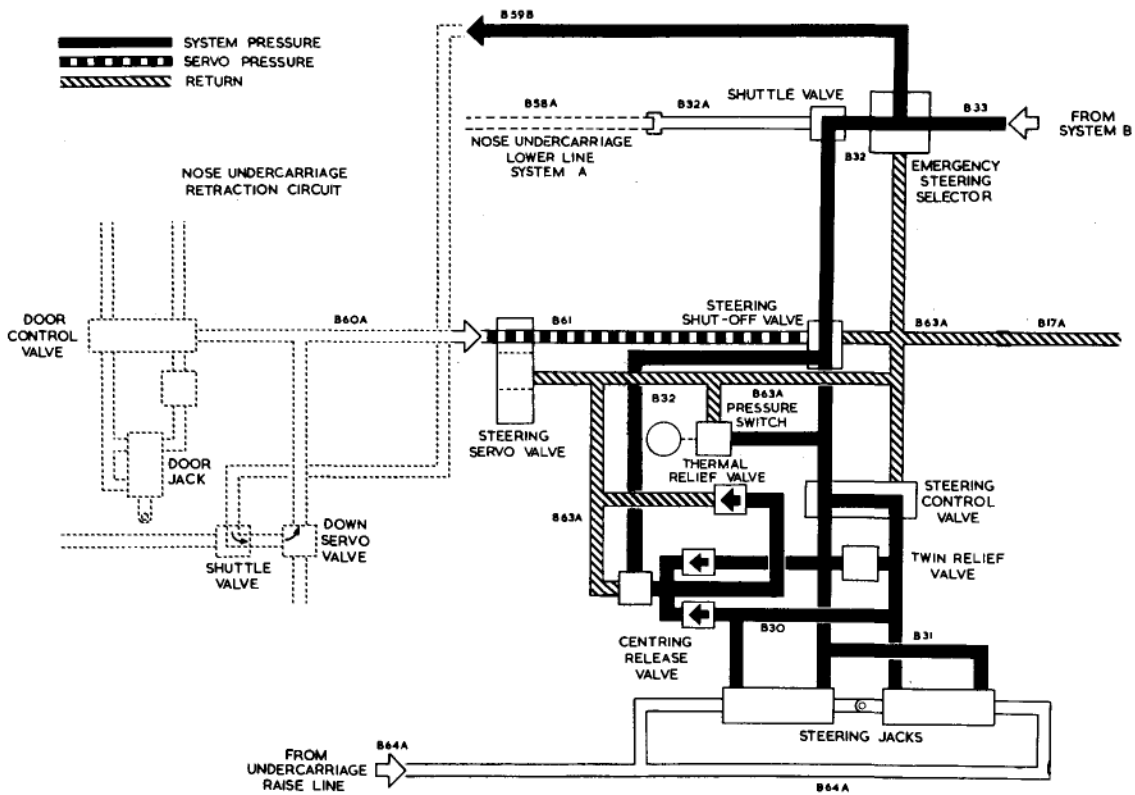 B59B
SYSTEM PRESSURE
SERVO PRESSURE
RETURN
B58A
B32A
SHUTTLE VALVE
B33
FROM
SYSTEM B
NOSE UNDERCARRIAGE
LOWER LINE
SYSTEM A
B32
EMERGENCY
STEERING
SELECTOR
NOSE UNDERCARRIAGE
RETRACTION CIRCUIT
DOOR
CONTROL
VALVE
B60A
B61
STEERING
SHUT-OFF VALVE
B63A
B17A
STEERING
SERVO VALVE
B32
B63A
PRESSURE
SWITCH
THERMAL
RELIEF VALVE
DOOR
JACK
STEERING
CONTROL
VALVE
B63A
SHUTTLE
VALVE
DOWN
SERVO
VALVE
TWIN RELIEF
VALVE
CENTRING
RELEASE
VALVE
B30
B31
STEERING JACKS
FROM
UNDERCARRIAGE
RAISE LINE
B64A
B64A